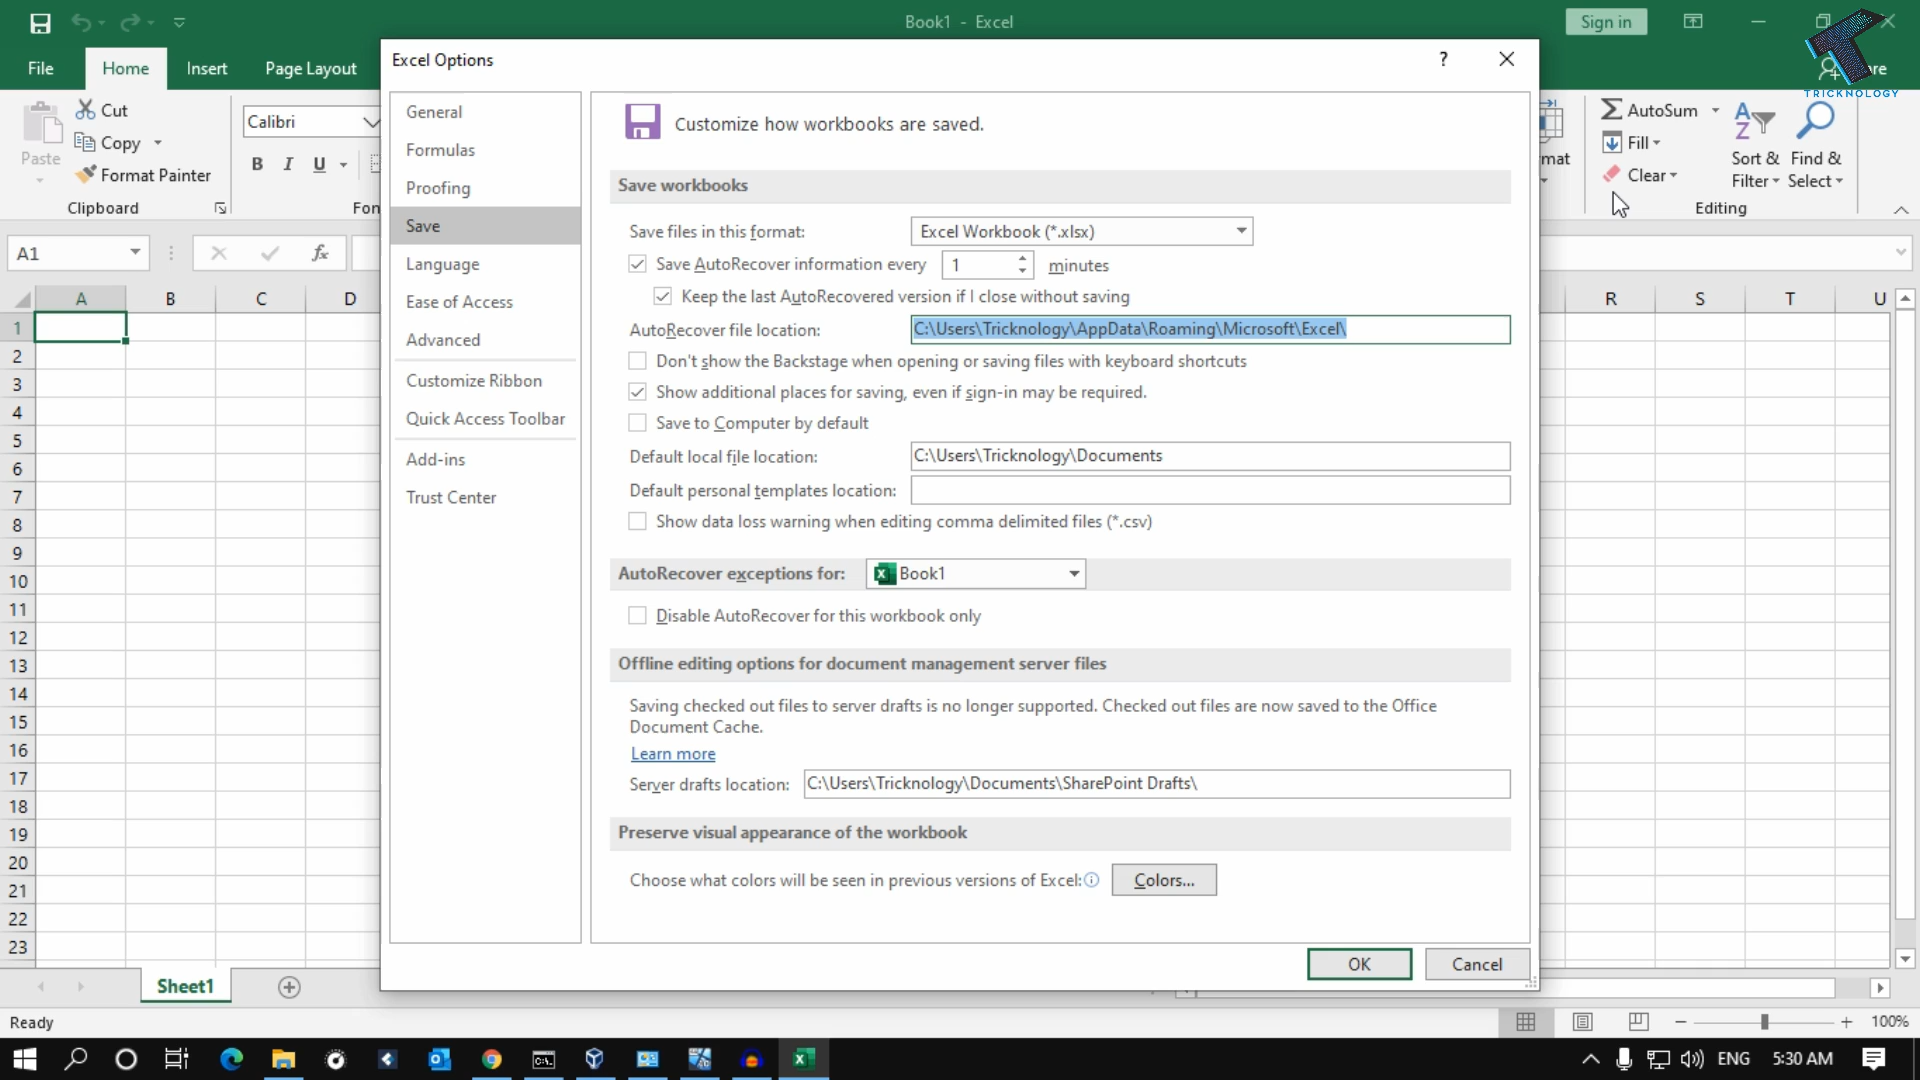 Book1 - Excel
Sign in
File
Home
Insert
Page Layout
TRICKNOLOGY
Paste
Cut
Copy
Format Painter
Clipboard
Calibri
B I U
Fon
mat
AutoSum
Fill
Clear
Sort &
Filter
Find &
Select
Editing
A1
fx
A B C D R S T U
1
2
3
4
5
6
7
8
9
10
11
12
13
14
15
16
17
18
19
20
21
22
23
Excel Options
?
General
Formulas
Proofing
Save
Language
Ease of Access
Advanced
Customize Ribbon
Quick Access Toolbar
Add-ins
Trust Center
Customize how workbooks are saved.
Save workbooks
Save files in this format: Excel Workbook (*.xlsx)
Save AutoRecover information every 1 minutes
Keep the last AutoRecovered version if I close without saving
AutoRecover file location: C:\Users\Tricknology\AppData\Roaming\Microsoft\Excel\
Don't show the Backstage when opening or saving files with keyboard shortcuts
Show additional places for saving, even if sign-in may be required.
Save to Computer by default
Default local file location: C:\Users\Tricknology\Documents
Default personal templates location:
Show data loss warning when editing comma delimited files (*.csv)
AutoRecover exceptions for: Book1
Disable AutoRecover for this workbook only
Offline editing options for document management server files
Saving checked out files to server drafts is no longer supported. Checked out files are now saved to the Office
Document Cache.
Learn more
Server drafts location: C:\Users\Tricknology\Documents\SharePoint Drafts\
Preserve visual appearance of the workbook
Choose what colors will be seen in previous versions of Excel: Colors...
OK
Cancel
Sheet1
Ready
100%
ENG
5:30 AM